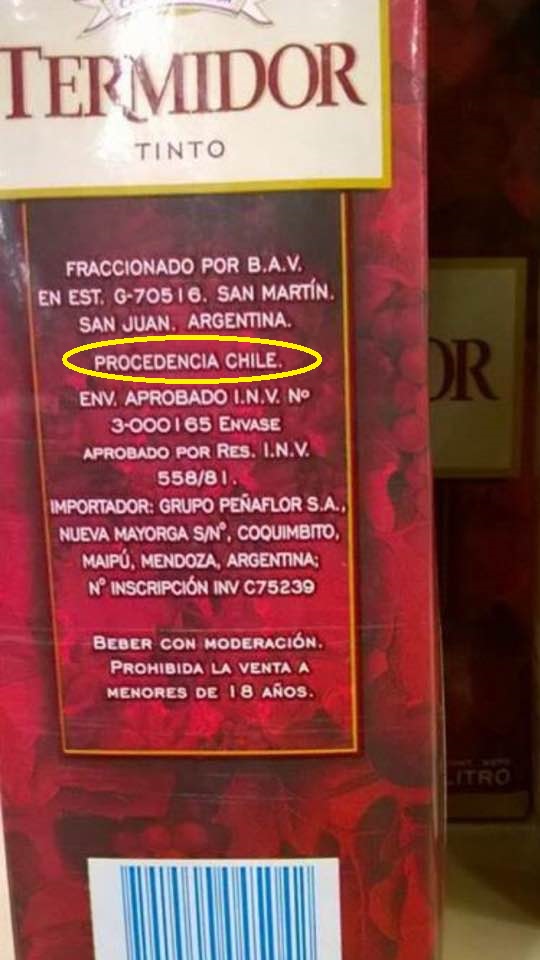 TERMIDOR
TINTO
FRACCIONADO POR B.A.V.
EN EST. G-70516. SAN MARTÍN.
SAN JUAN. ARGENTINA.
PROCEDENCIA CHILE.
ENV. APROBADO I.N.V. Nº
3-000165 ENVASE
APROBADO POR RES. I.N.V.
558/81.
IMPORTADOR: GRUPO PEÑAFLOR S.A.,
NUEVA MAYORGA S/Nº, COQUIMBITO,
MAIPÚ, MENDOZA, ARGENTINA;
Nº INSCRIPCIÓN INV C75239
BEBER CON MODERACIÓN.
PROHIBIDA LA VENTA A
MENORES DE 18 AÑOS.
OR
LITRO